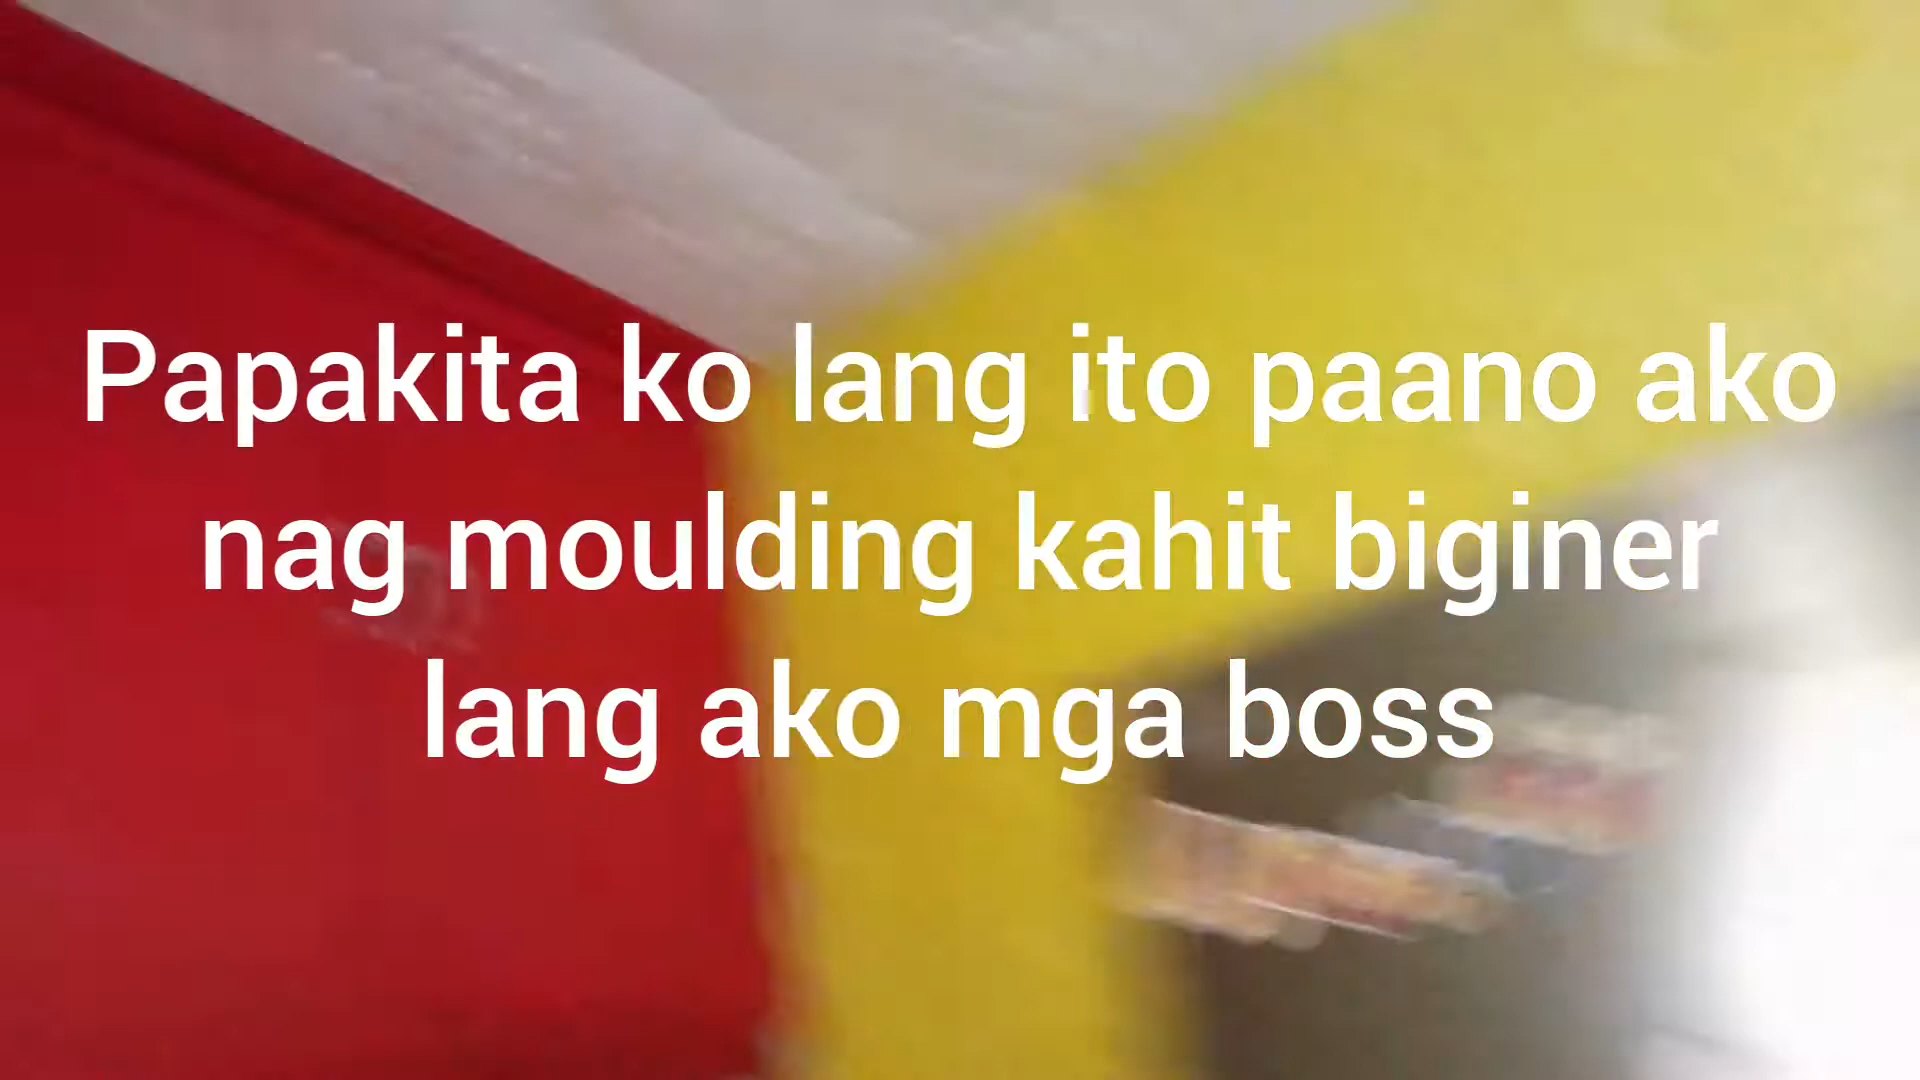 Papakita ko lang ito paano ako
nag moulding kahit biginer
lang ako mga boss